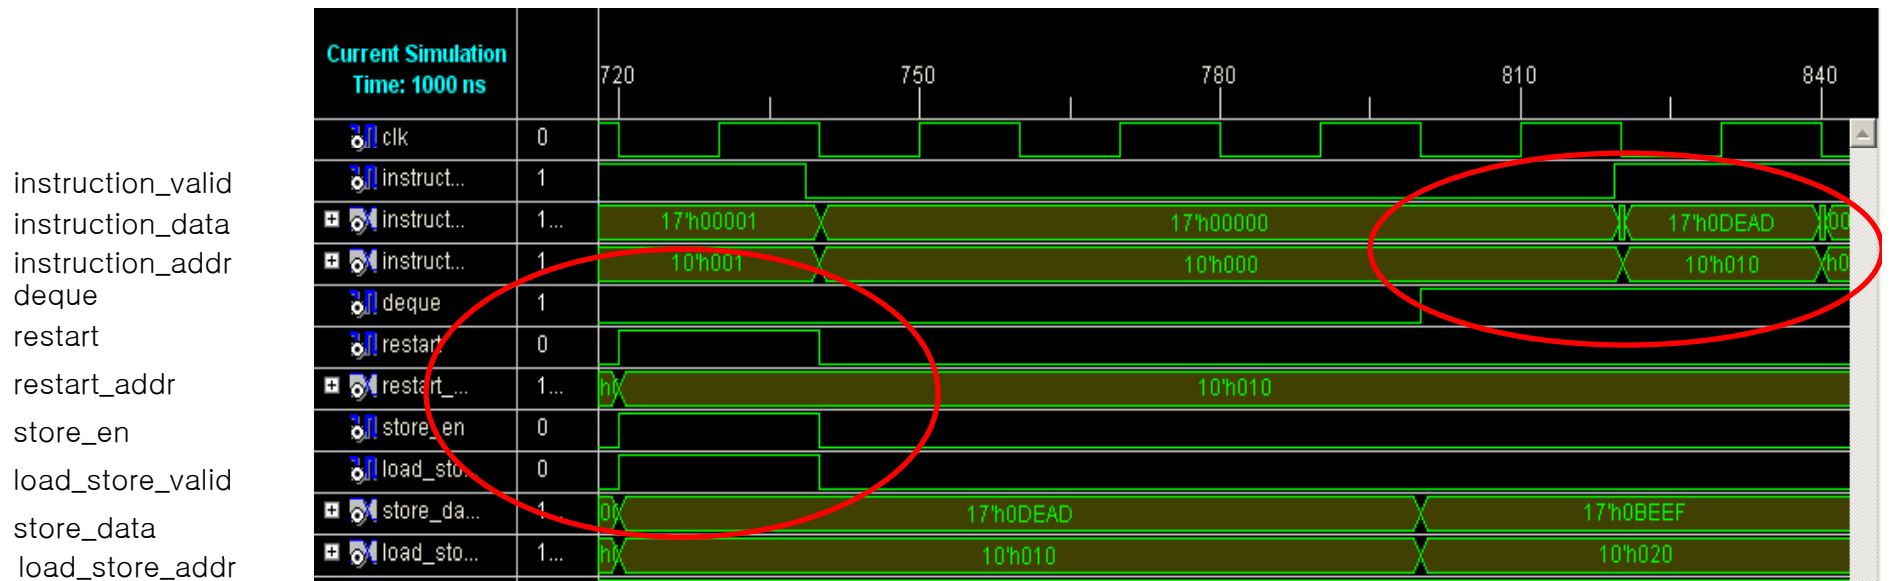 Current Simulation
Time: 1000 ns
720 750 780 810 840
clk 0
instruction_valid instruct... 1
instruction_data instruct... 1... 17'h00001 17'h00000 17'h0DEAD 00
instruction_addr instruct... 1... 10'h001 10'h000 10'h010 h0
deque deque 1
restart restart 0
restart_addr restart_... 1... 10'h010
store_en store_en 0
load_store_valid load_sto... 0
store_data store_da... 1... 17'h0DEAD 17'h0BEEF
load_store_addr load_sto... 1... 10'h010 10'h020